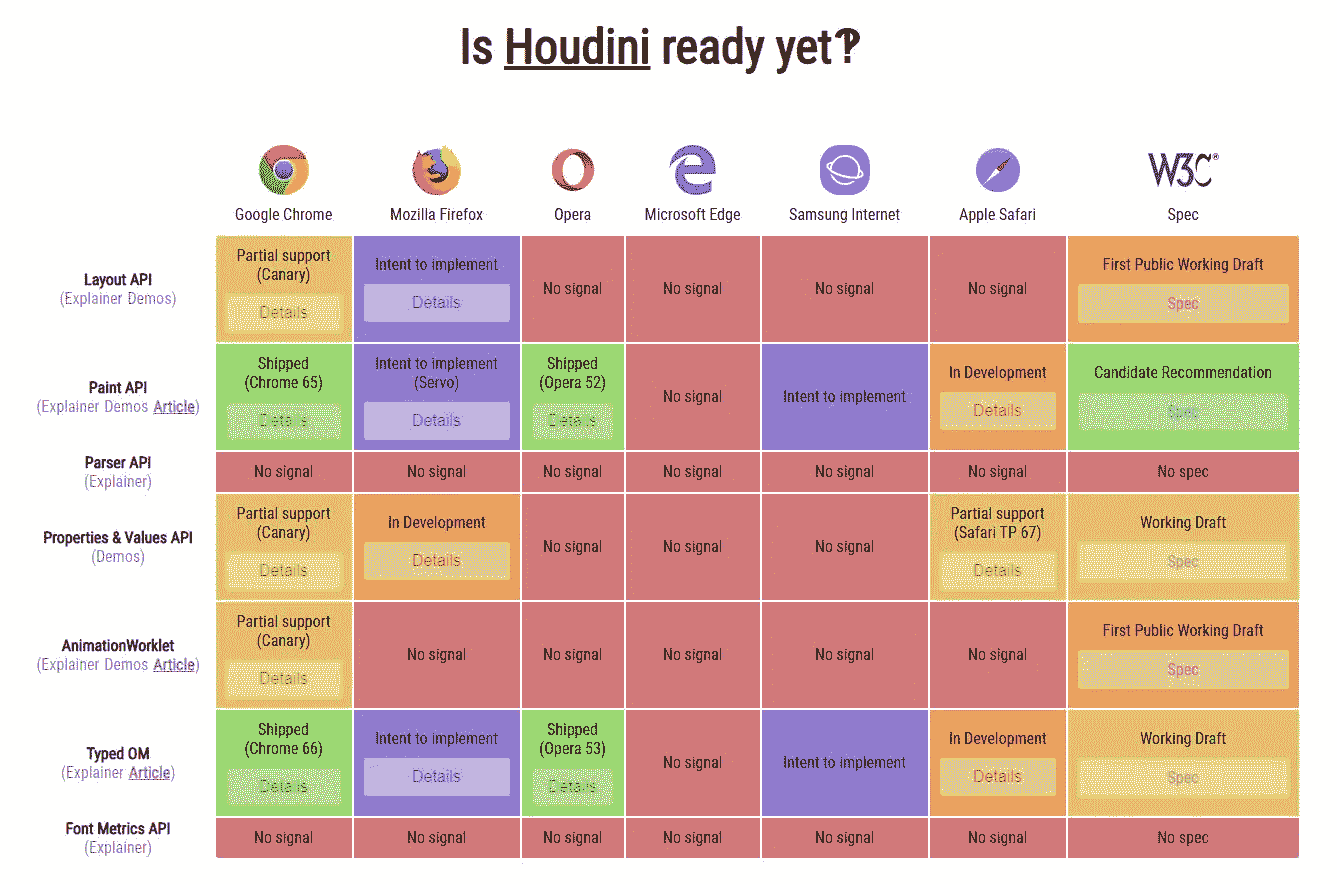 Is Houdini ready yet‽
W3C®
Google Chrome Mozilla Firefox Opera Microsoft Edge Samsung Internet Apple Safari Spec
Layout API
(Explainer Demos)
Partial support
(Canary)
Details
Intent to implement
Details
No signal
No signal
No signal
No signal
First Public Working Draft
Spec
Paint API
(Explainer Demos Article)
Shipped
(Chrome 65)
Details
Intent to implement
(Servo)
Details
Shipped
(Opera 52)
Details
No signal
Intent to implement
In Development
Details
Candidate Recommendation
Spec
Parser API
(Explainer)
No signal
No signal
No signal
No signal
No signal
No signal
No spec
Properties & Values API
(Demos)
Partial support
(Canary)
Details
In Development
Details
No signal
No signal
No signal
Partial support
(Safari TP 67)
Details
Working Draft
Spec
AnimationWorklet
(Explainer Demos Article)
Partial support
(Canary)
Details
No signal
No signal
No signal
No signal
No signal
First Public Working Draft
Spec
Typed OM
(Explainer Article)
Shipped
(Chrome 66)
Details
Intent to implement
Details
Shipped
(Opera 53)
Details
No signal
Intent to implement
In Development
Details
Working Draft
Spec
Font Metrics API
(Explainer)
No signal
No signal
No signal
No signal
No signal
No signal
No spec